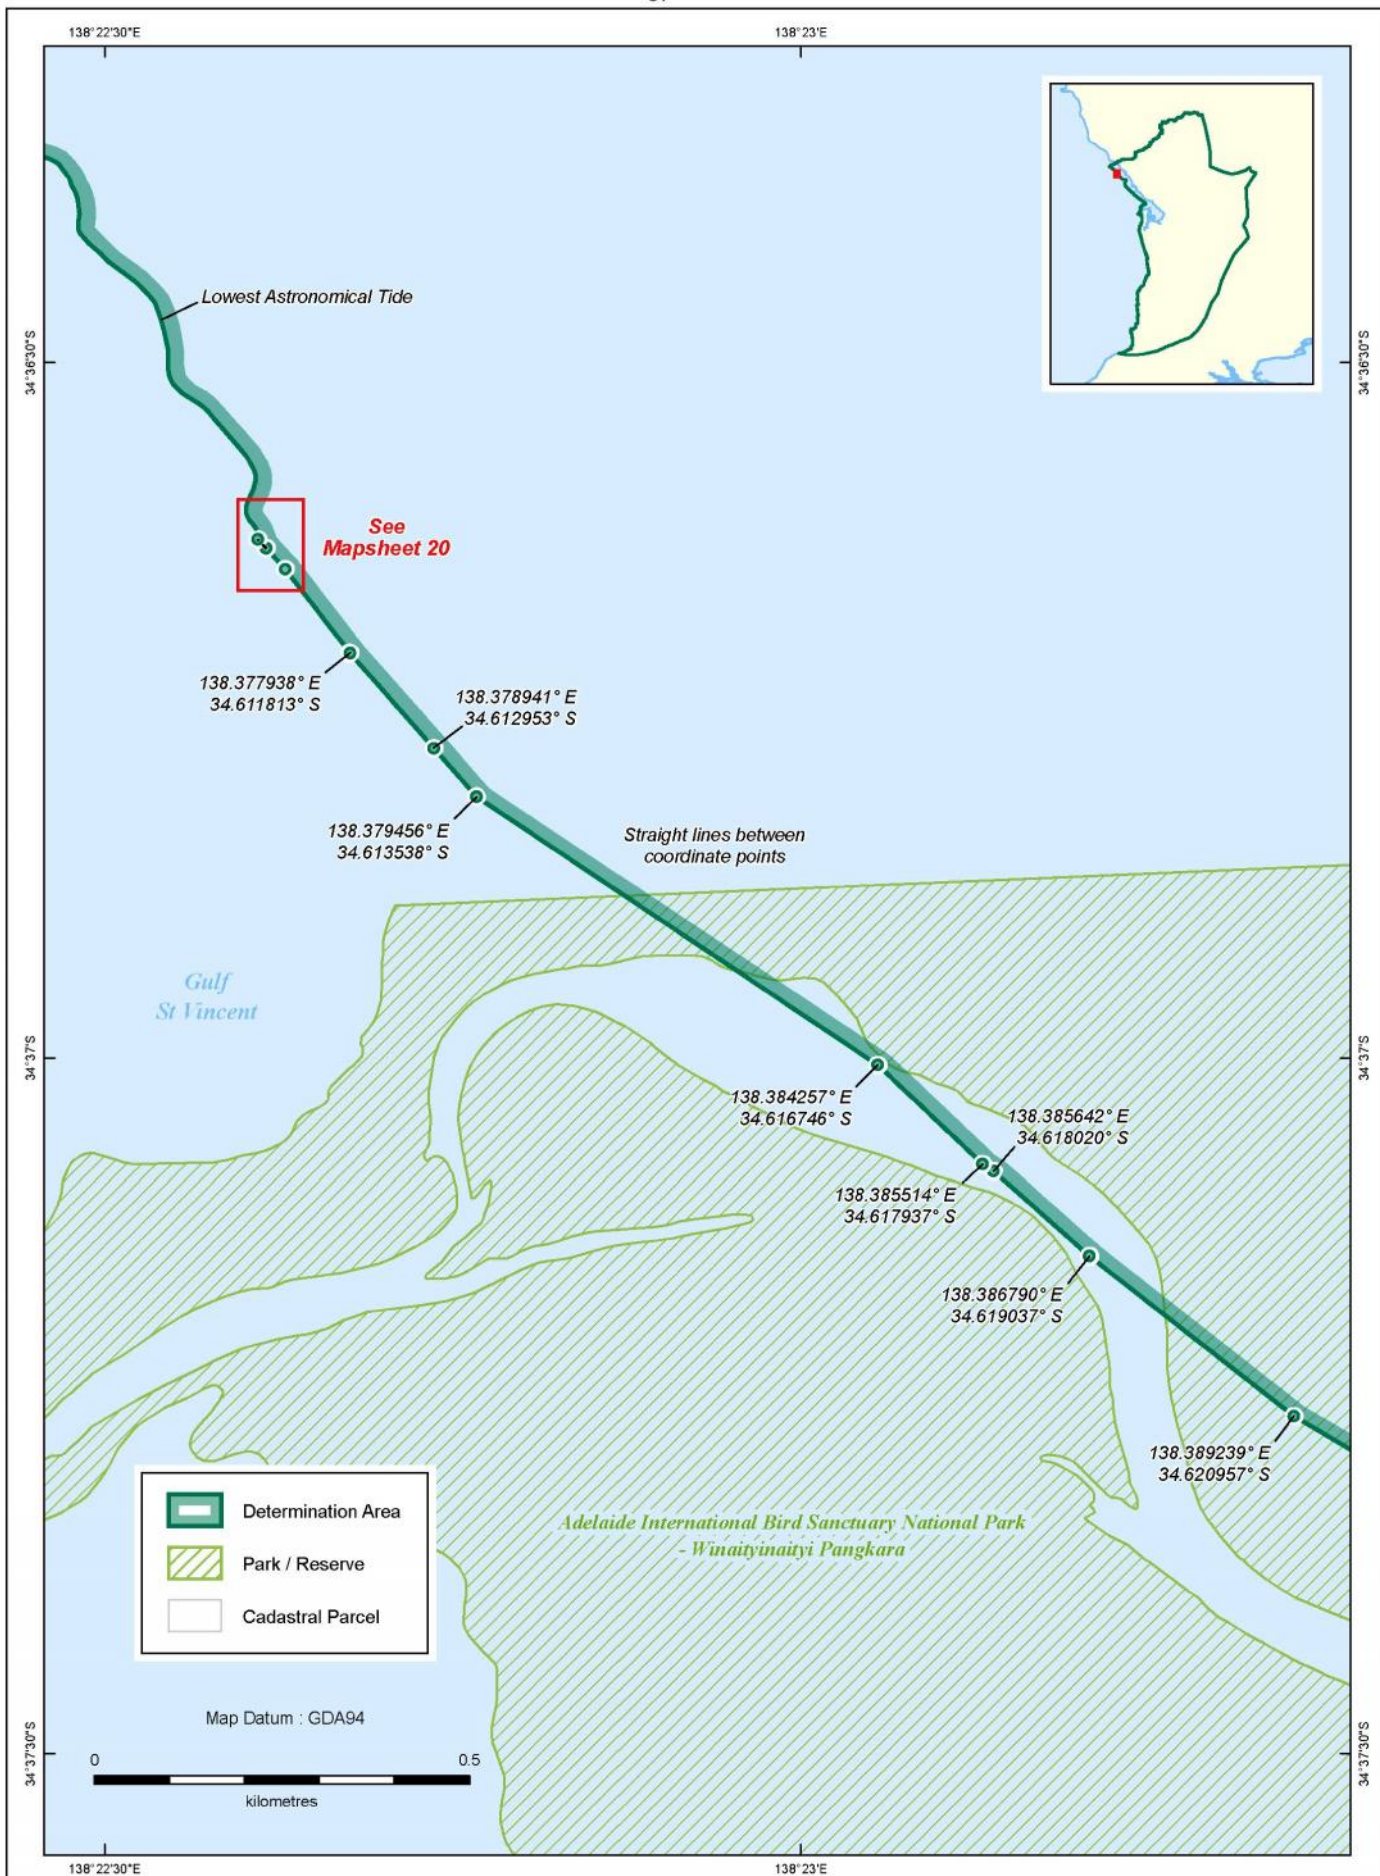 138°22'30"E
138°23'E
Lowest Astronomical Tide
34°36'30"S
34°36'30"S
See
Mapsheet 20
138.377938° E
34.611813° S
138.378941° E
34.612953° S
138.379456° E
34.613538° S
Straight lines between
coordinate points
Gulf
St Vincent
34°37'S
34°37'S
138.384257° E
34.616746° S
138.385642° E
34.618020° S
138.385514° E
34.617937° S
138.386790° E
34.619037° S
138.389239° E
34.620957° S
Adelaide International Bird Sanctuary National Park
- Winaityinaityi Pangkara
Determination Area
Park / Reserve
Cadastral Parcel
Map Datum : GDA94
0 0.5
kilometres
34°37'30"S
34°37'30"S
138°22'30"E
138°23'E